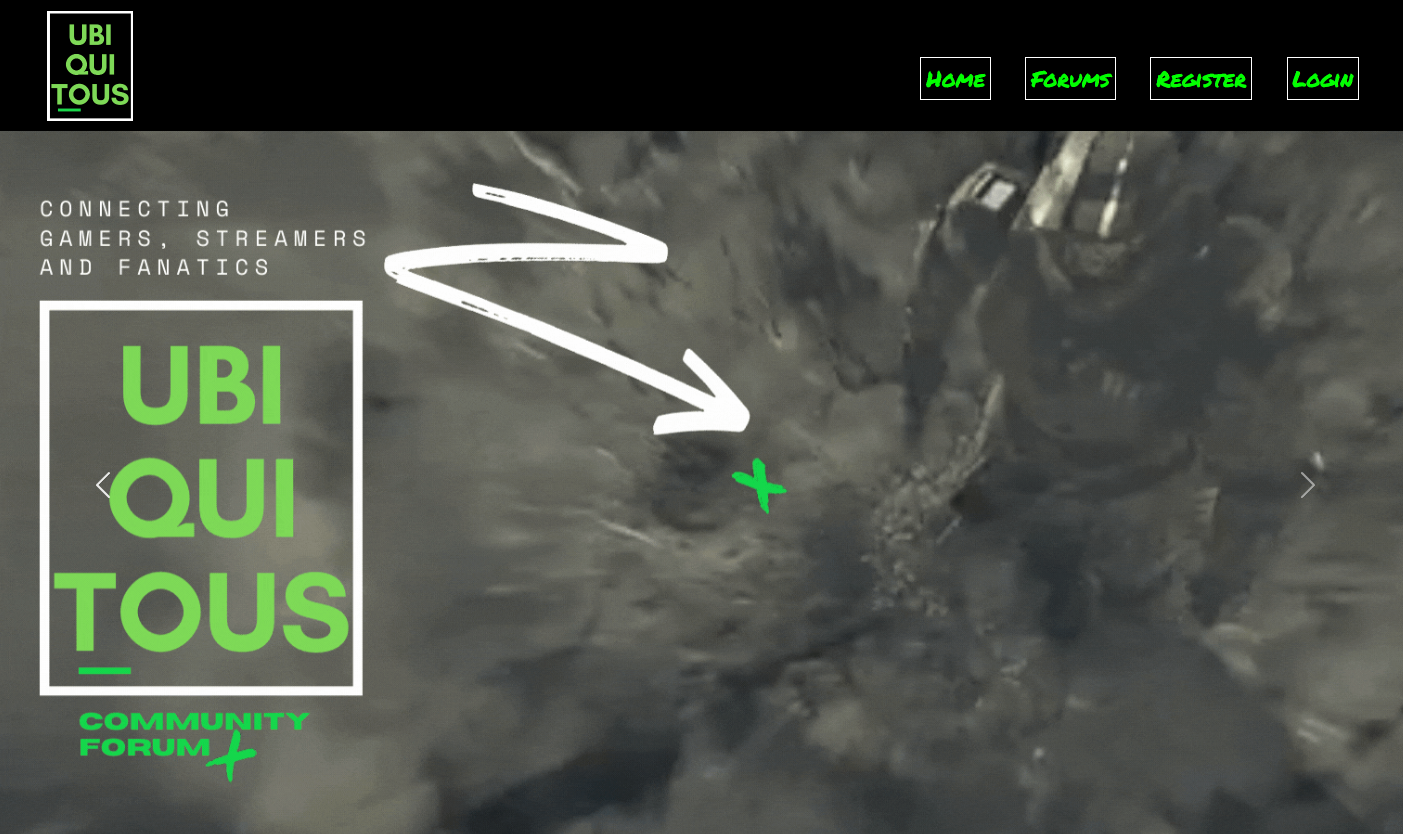 UBI
QUI
TOUS
Home Forums Register Login
CONNECTING
GAMERS, STREAMERS
AND FANATICS
UBI
QUI
TOUS
COMMUNITY
FORUM